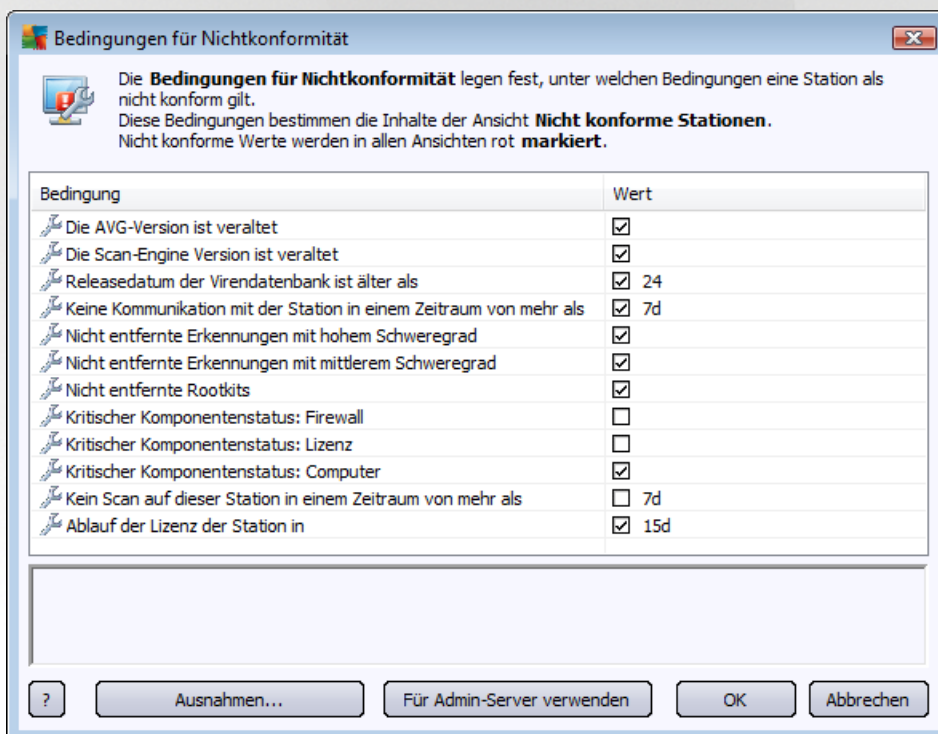 Bedingungen für Nichtkonformität
Die Bedingungen für Nichtkonformität legen fest, unter welchen Bedingungen eine Station als
nicht konform gilt.
Diese Bedingungen bestimmen die Inhalte der Ansicht Nicht konforme Stationen.
Nicht konforme Werte werden in allen Ansichten rot markiert.
Bedingung Wert
Die AVG-Version ist veraltet
Die Scan-Engine Version ist veraltet
Releasedatum der Virendatenbank ist älter als 24
Keine Kommunikation mit der Station in einem Zeitraum von mehr als 7d
Nicht entfernte Erkennungen mit hohem Schweregrad
Nicht entfernte Erkennungen mit mittlerem Schweregrad
Nicht entfernte Rootkits
Kritischer Komponentenstatus: Firewall
Kritischer Komponentenstatus: Lizenz
Kritischer Komponentenstatus: Computer
Kein Scan auf dieser Station in einem Zeitraum von mehr als 7d
Ablauf der Lizenz der Station in 15d
? Ausnahmen... Für Admin-Server verwenden OK Abbrechen